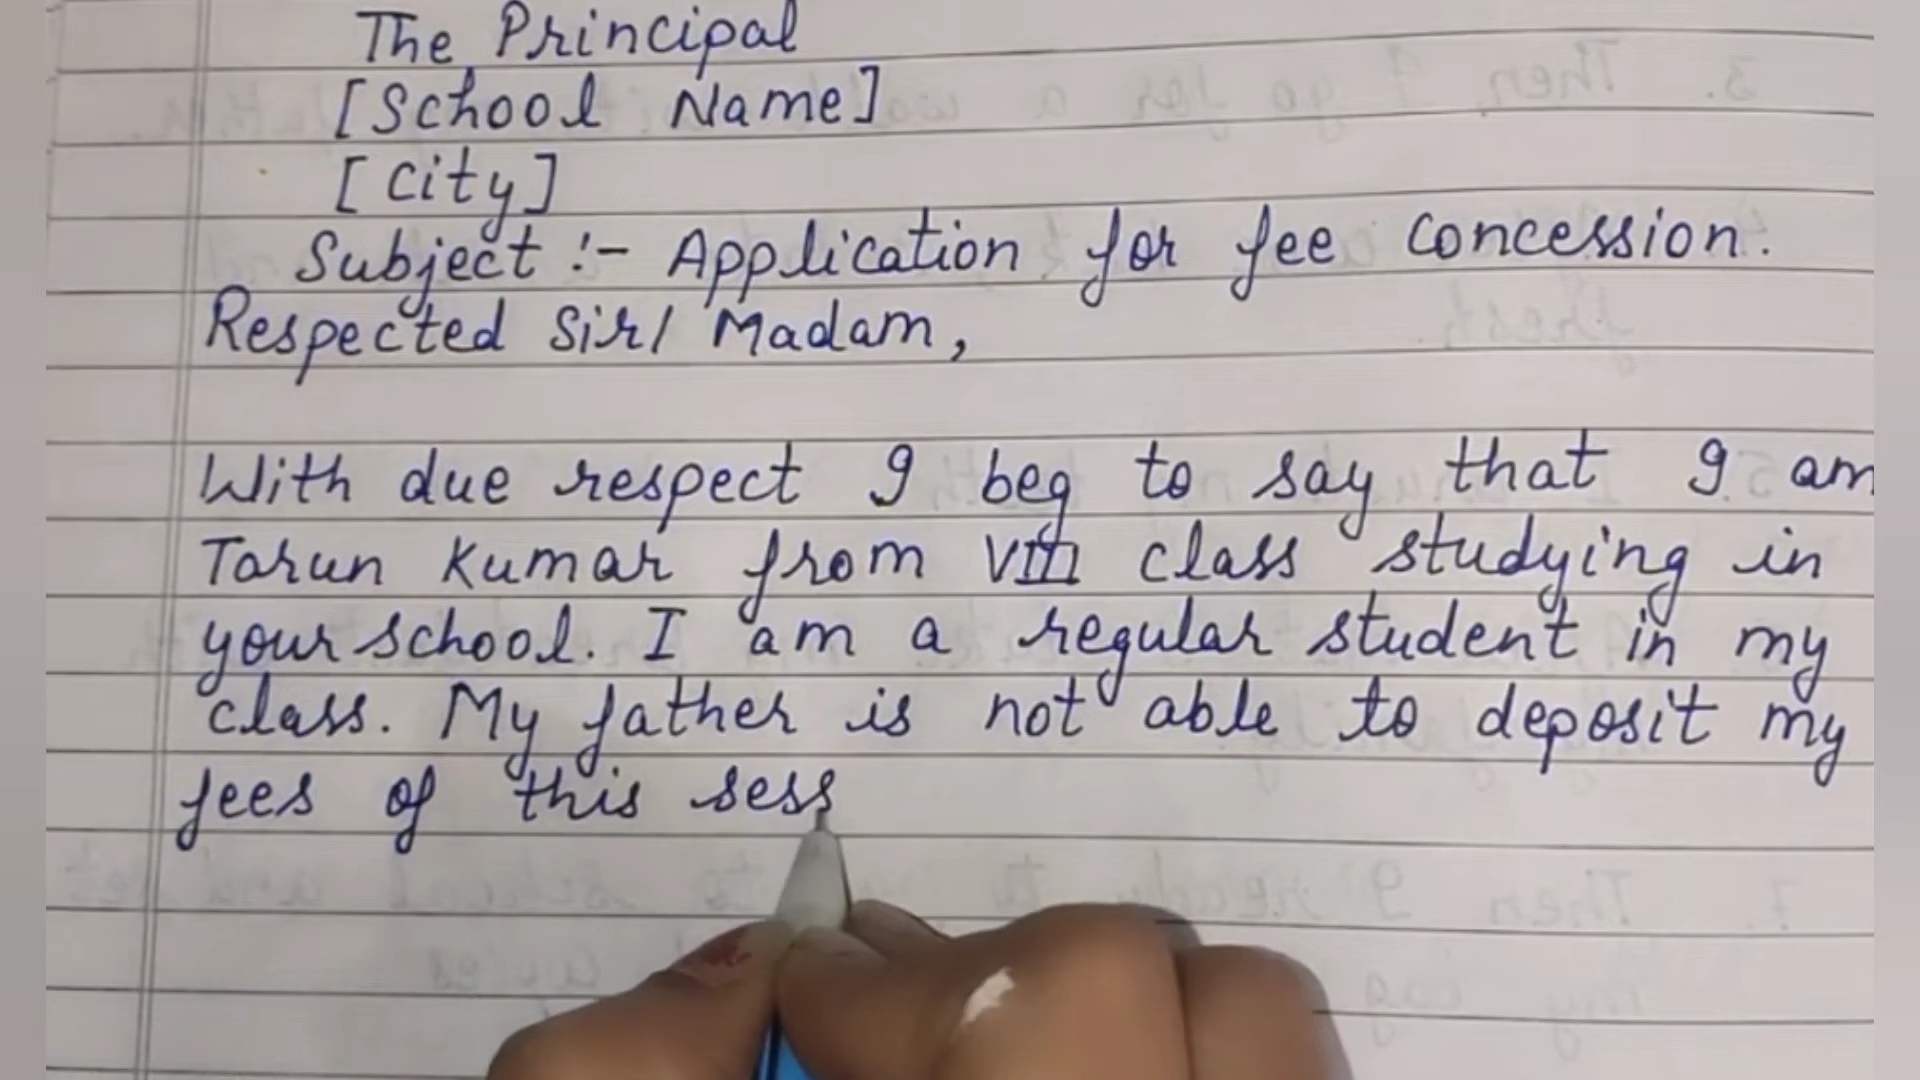 The Principal
[School Name]
[City]
Subject :- Application for fee concession.
Respected Sir/ Madam,
With due respect I beg to say that I am
Tarun Kumar from VIII class studying in
your school. I am a regular student in my
class. My father is not able to deposit my
fees of this sess